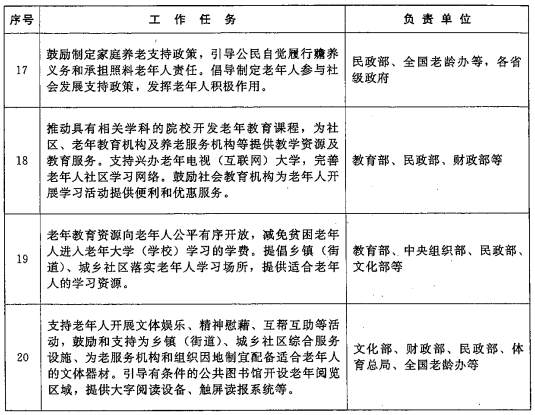 序号 工作任务 负责单位
17
鼓励制定家庭养老支持政策，引导公民自觉履行赡养
义务和承担照料老年人责任。倡导制定老年人参与社
会发展支持政策，发挥老年人积极作用。
民政部、全国老龄办等，各省
级政府
18
推动具有相关学科的院校开发老年教育课程，为社
区、老年教育机构及养老服务机构等提供教学资源及
教育服务。支持兴办老年电视（互联网）大学，完善
老年人社区学习网络。鼓励社会教育机构为老年人开
展学习活动提供便利和优惠服务。
教育部、民政部、财政部等
19
老年教育资源向老年人公平有序开放，减免贫困老年
人进入老年大学（学校）学习的学费。提倡乡镇（街
道）、城乡社区落实老年人学习场所，提供适合老年
人的学习资源。
教育部、中央组织部、民政部、
文化部等
20
支持老年人开展文体娱乐、精神慰藉、互帮互助等活
动，鼓励和支持为乡镇（街道）、城乡社区综合服务
设施、为老服务机构和组织因地制宜配备适合老年人
的文体器材。引导有条件的公共图书馆开设老年阅览
区域，提供大字阅读设备、触屏读报系统等。
文化部、财政部、民政部、体
育总局、全国老龄办等